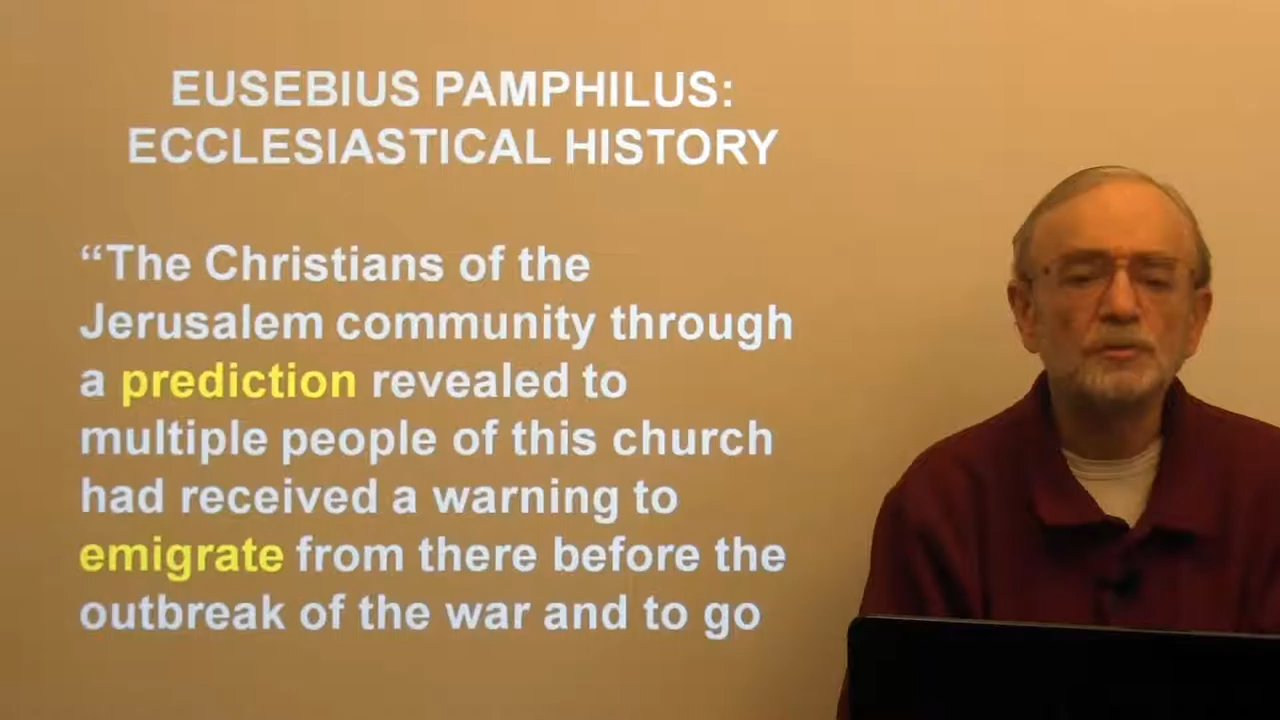 EUSEBIUS PAMPHILUS:
ECCLESIASTICAL HISTORY
“The Christians of the
Jerusalem community through
a prediction revealed to
multiple people of this church
had received a warning to
emigrate from there before the
outbreak of the war and to go